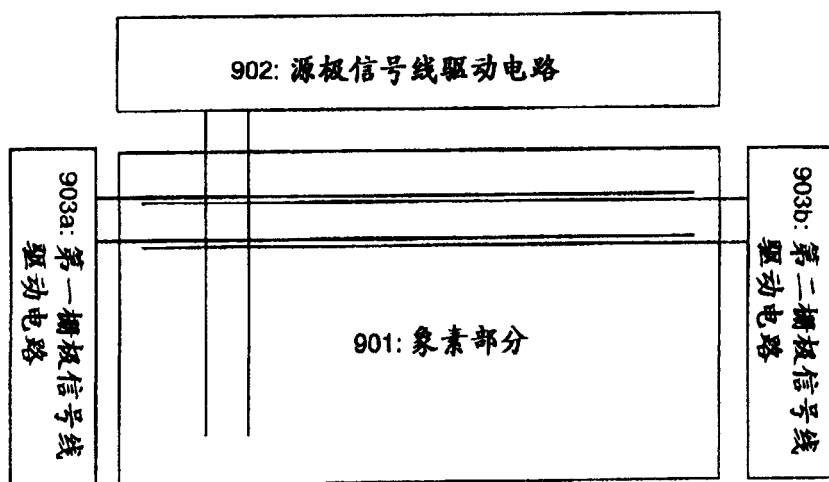 902: 源极信号线驱动电路
903a: 第一栅极信号线
驱动电路
901: 象素部分
903b: 第二栅极信号线
驱动电路